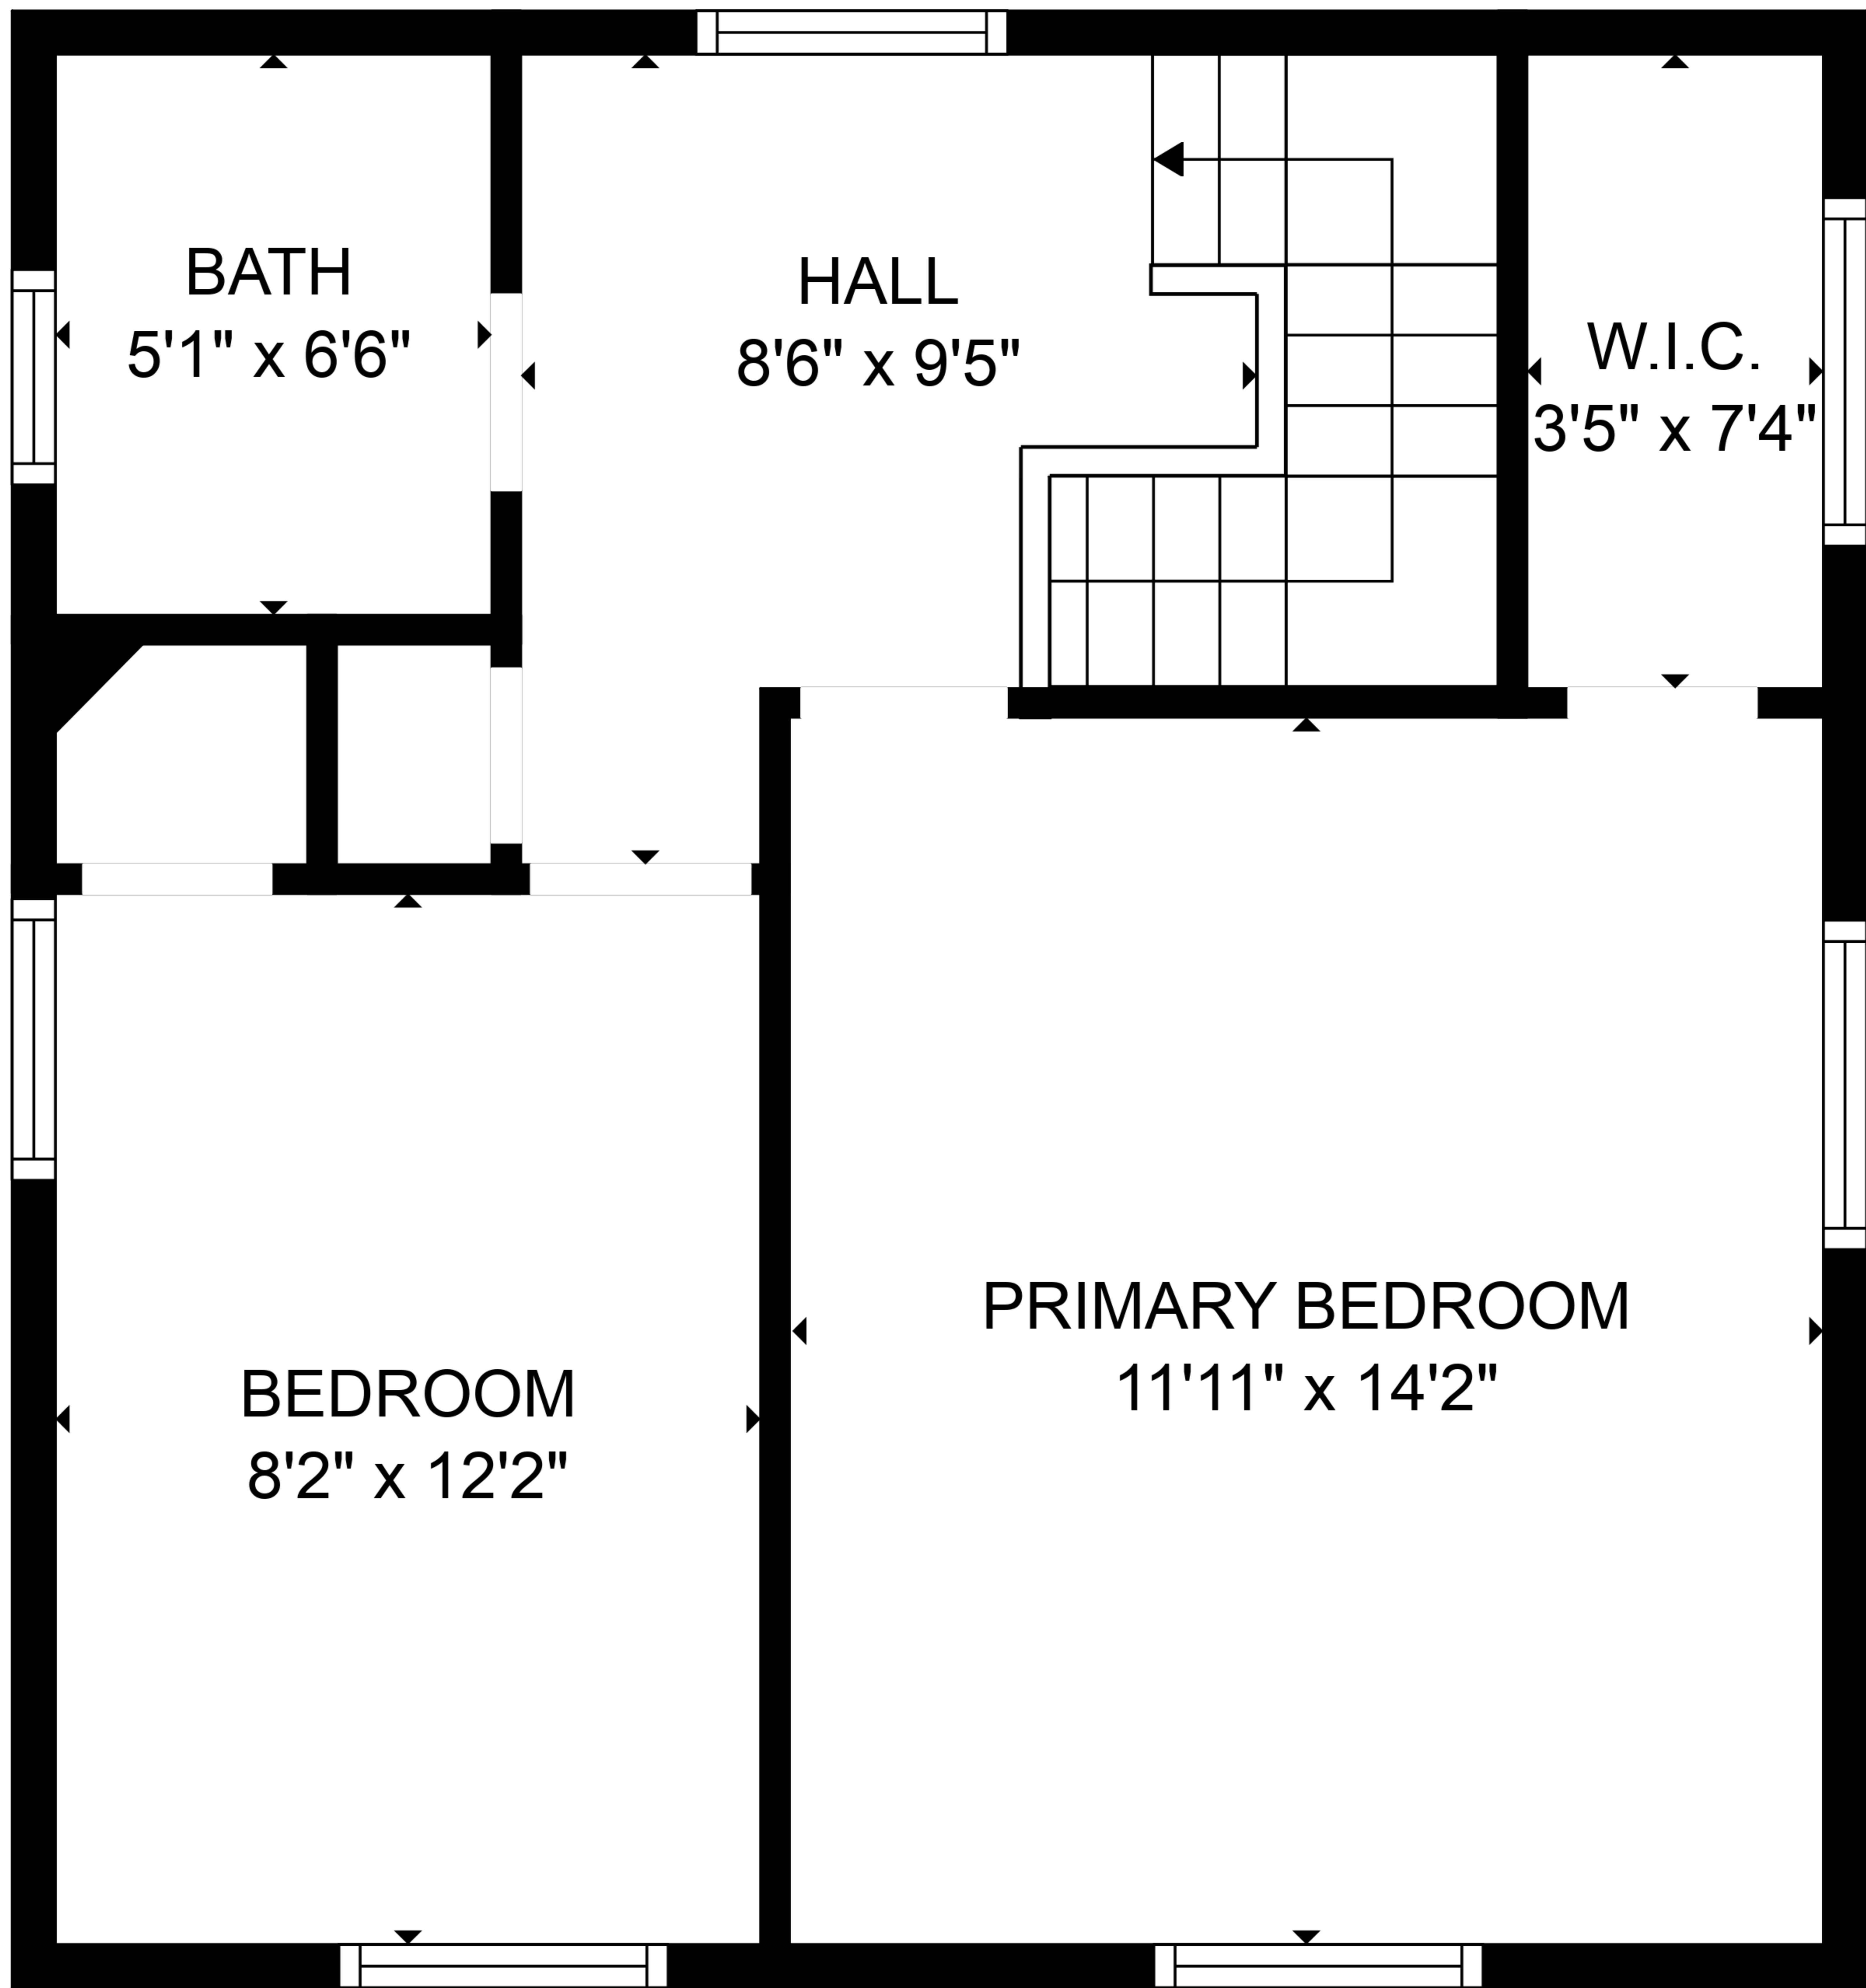 BATH
5'1" x 6'6"
HALL
8'6" x 9'5"
W.I.C.
3'5" x 7'4"
PRIMARY BEDROOM
11'11" x 14'2"
BEDROOM
8'2" x 12'2"